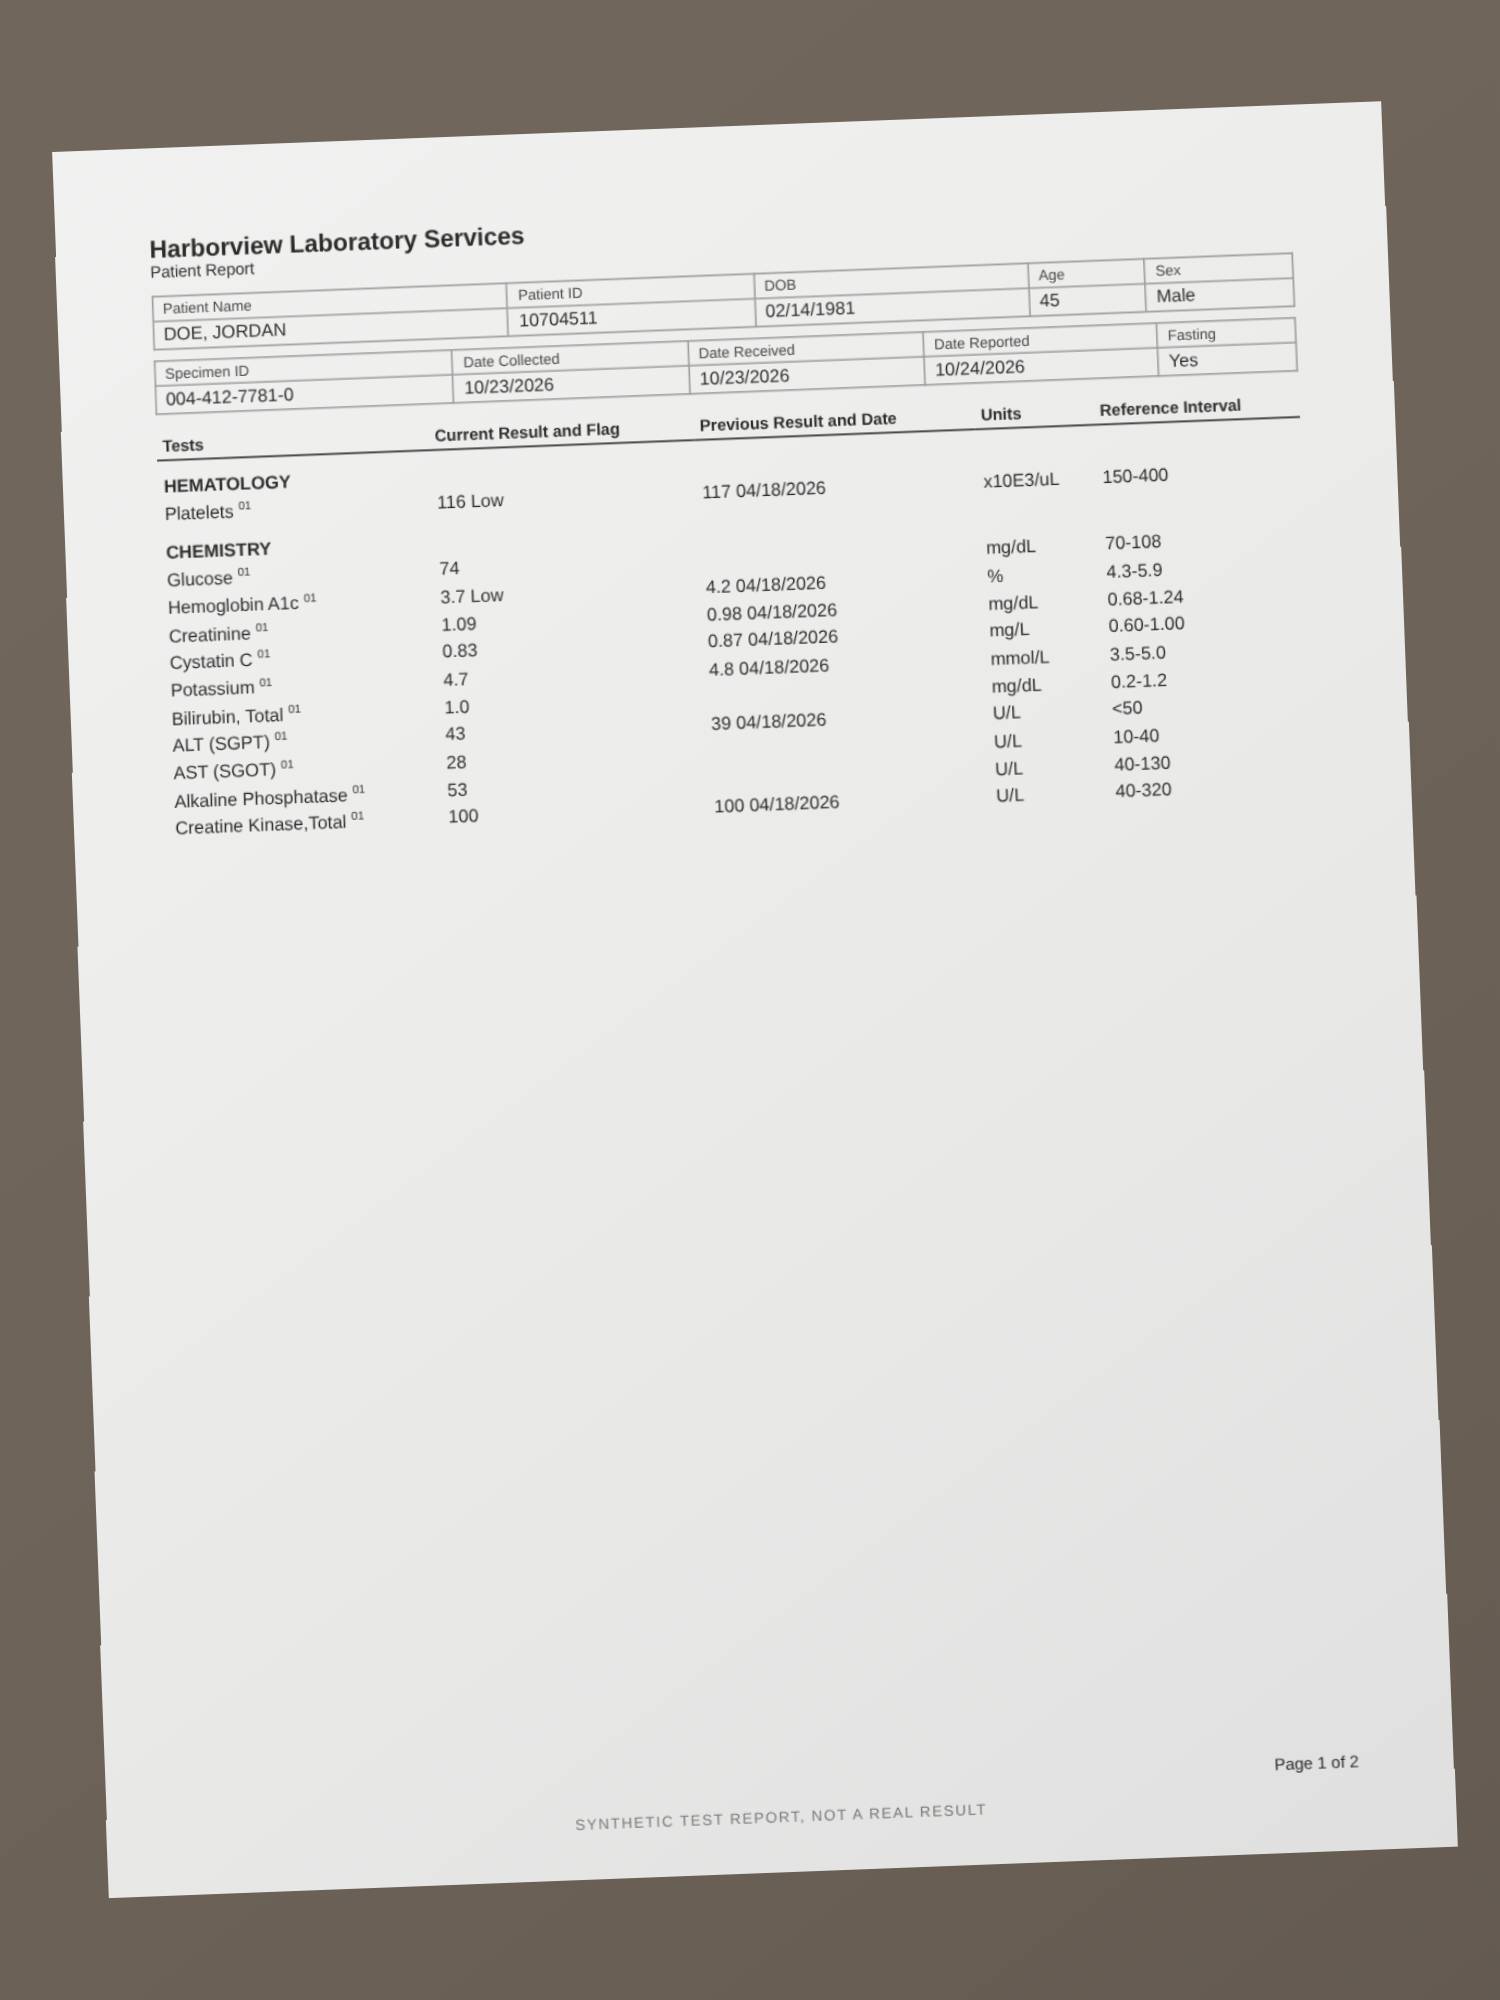 Harborview Laboratory Services
Patient Report
Patient Name Patient ID DOB Age Sex
DOE, JORDAN 10704511 02/14/1981 45 Male
Specimen ID Date Collected Date Received Date Reported Fasting
004-412-7781-0 10/23/2026 10/23/2026 10/24/2026 Yes
Tests Current Result and Flag Previous Result and Date Units Reference Interval
HEMATOLOGY
Platelets 01 116 Low 117 04/18/2026 x10E3/uL 150-400
CHEMISTRY
Glucose 01 74 mg/dL 70-108
Hemoglobin A1c 01 3.7 Low 4.2 04/18/2026 % 4.3-5.9
Creatinine 01 1.09 0.98 04/18/2026 mg/dL 0.68-1.24
Cystatin C 01 0.83 0.87 04/18/2026 mg/L 0.60-1.00
Potassium 01 4.7 4.8 04/18/2026 mmol/L 3.5-5.0
Bilirubin, Total 01 1.0 mg/dL 0.2-1.2
ALT (SGPT) 01 43 39 04/18/2026 U/L <50
AST (SGOT) 01 28 U/L 10-40
Alkaline Phosphatase 01 53 U/L 40-130
Creatine Kinase,Total 01 100 100 04/18/2026 U/L 40-320
Page 1 of 2
SYNTHETIC TEST REPORT, NOT A REAL RESULT